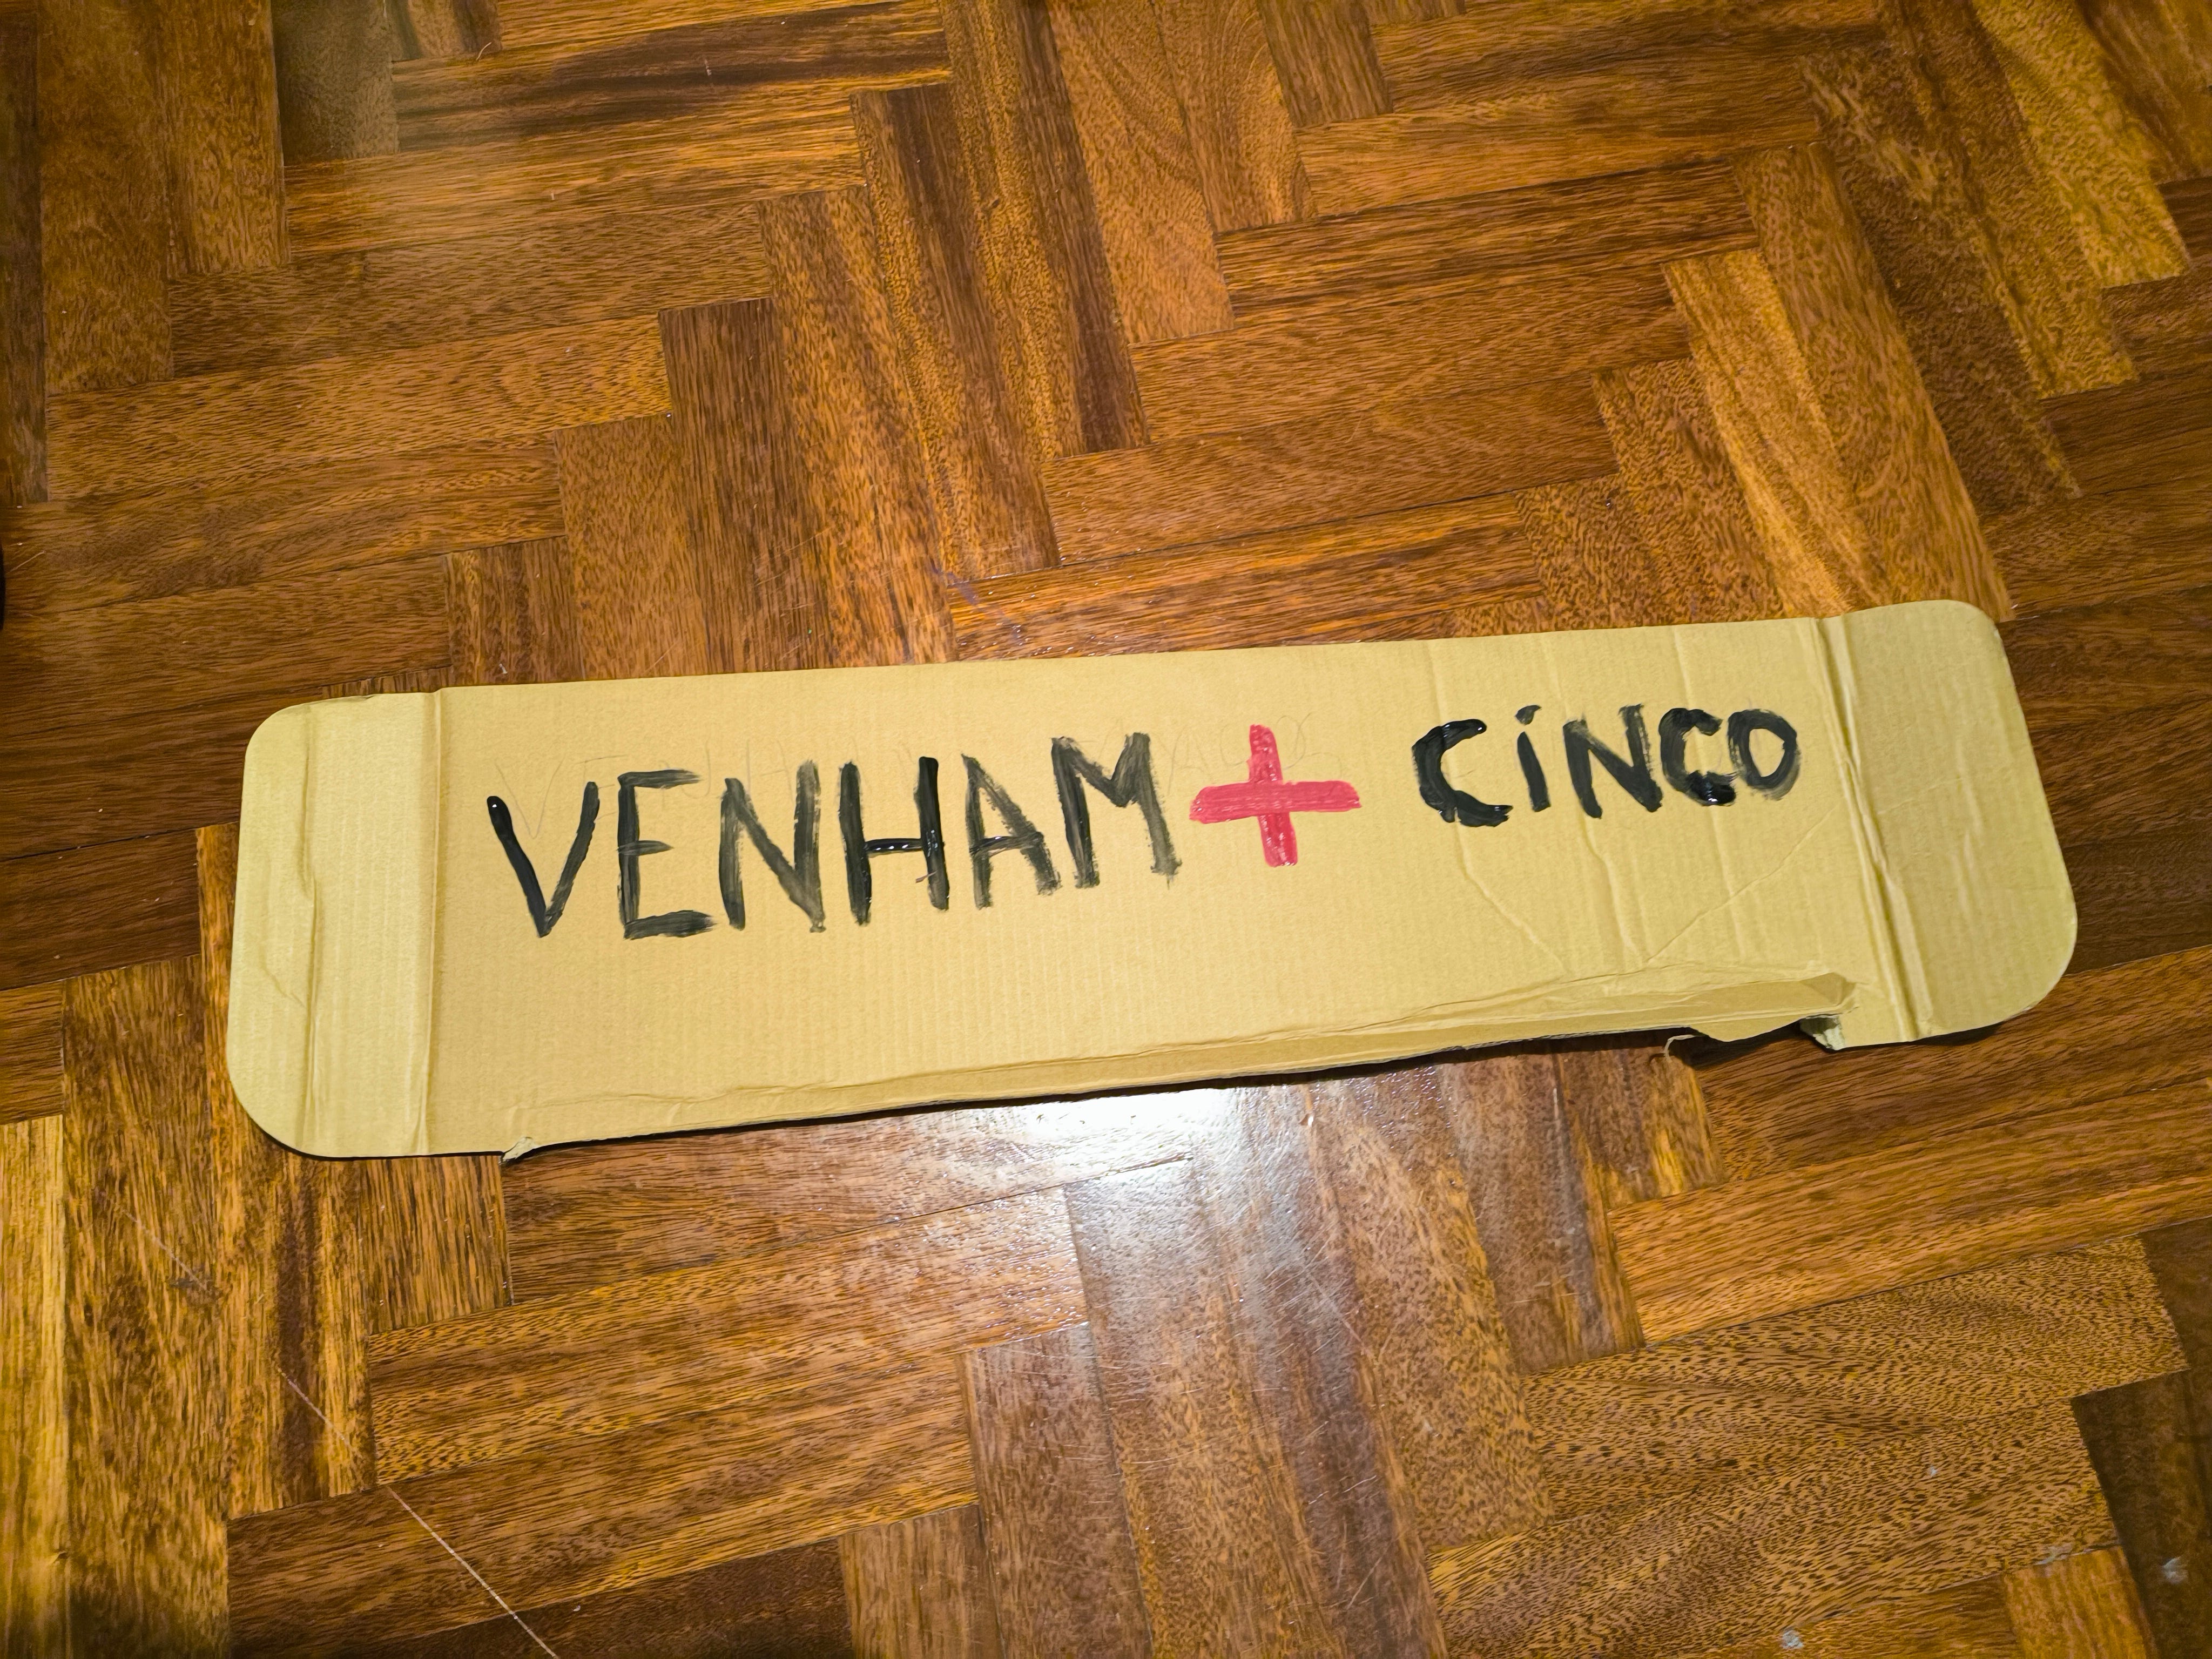 VENHAM + CiNCO